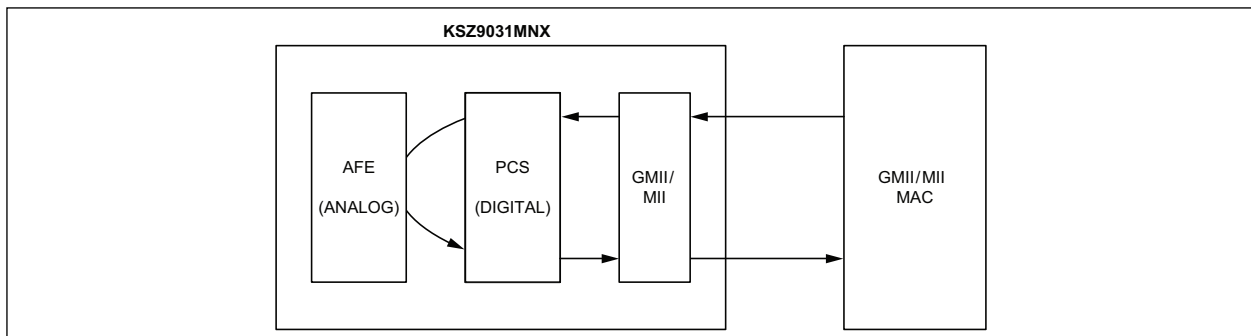 KSZ9031MNX
AFE
(ANALOG)
PCS
(DIGITAL)
GMII/
MII
GMII/MII
MAC